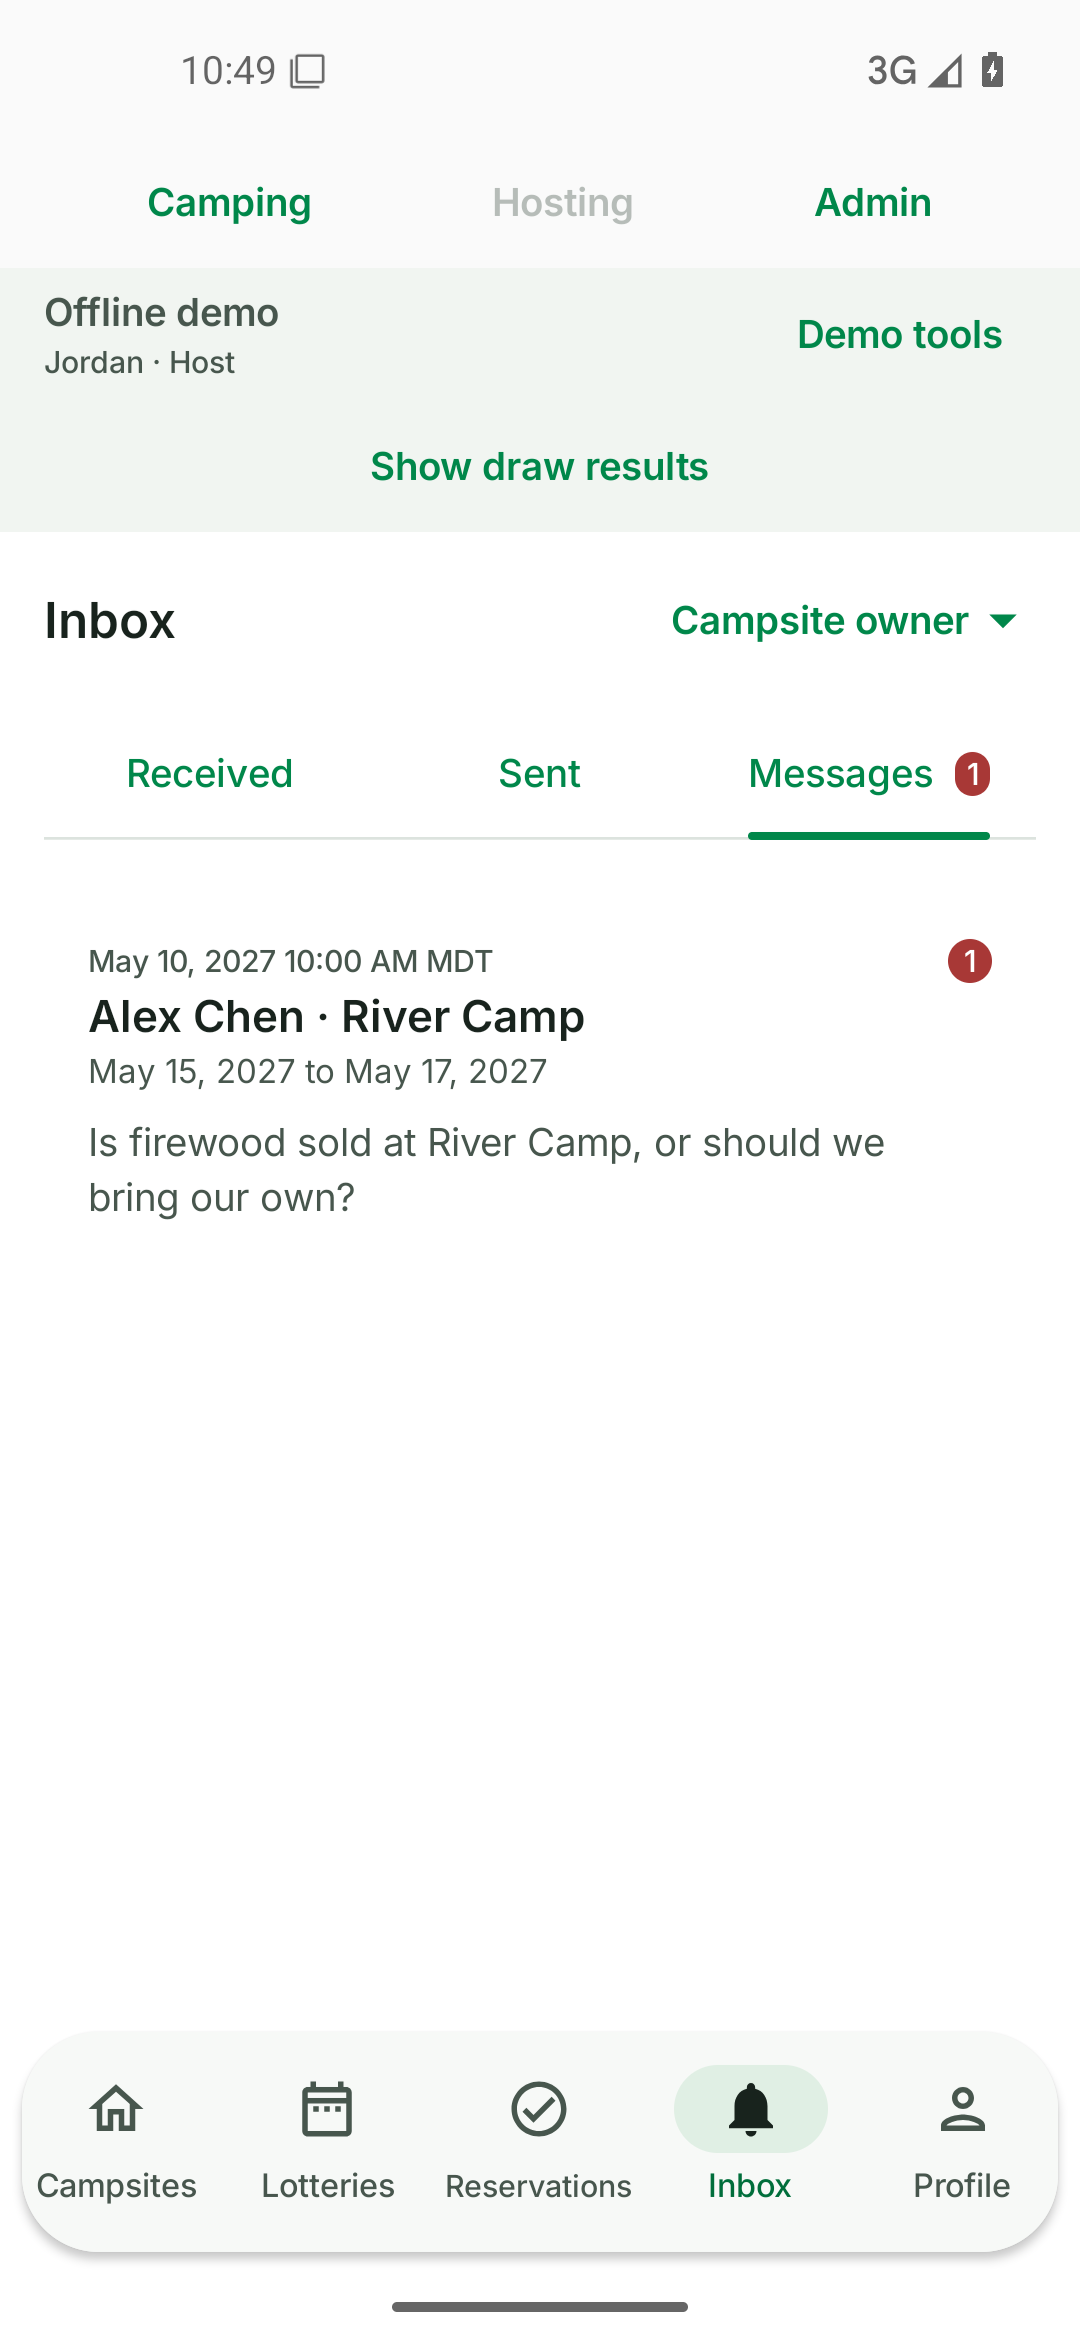 10:49
3G
Camping
Hosting
Admin
Offline demo
Jordan · Host
Demo tools
Show draw results
Inbox
Campsite owner
Received
Sent
Messages 1
May 10, 2027 10:00 AM MDT
1
Alex Chen · River Camp
May 15, 2027 to May 17, 2027
Is firewood sold at River Camp, or should we
bring our own?
Campsites
Lotteries
Reservations
Inbox
Profile